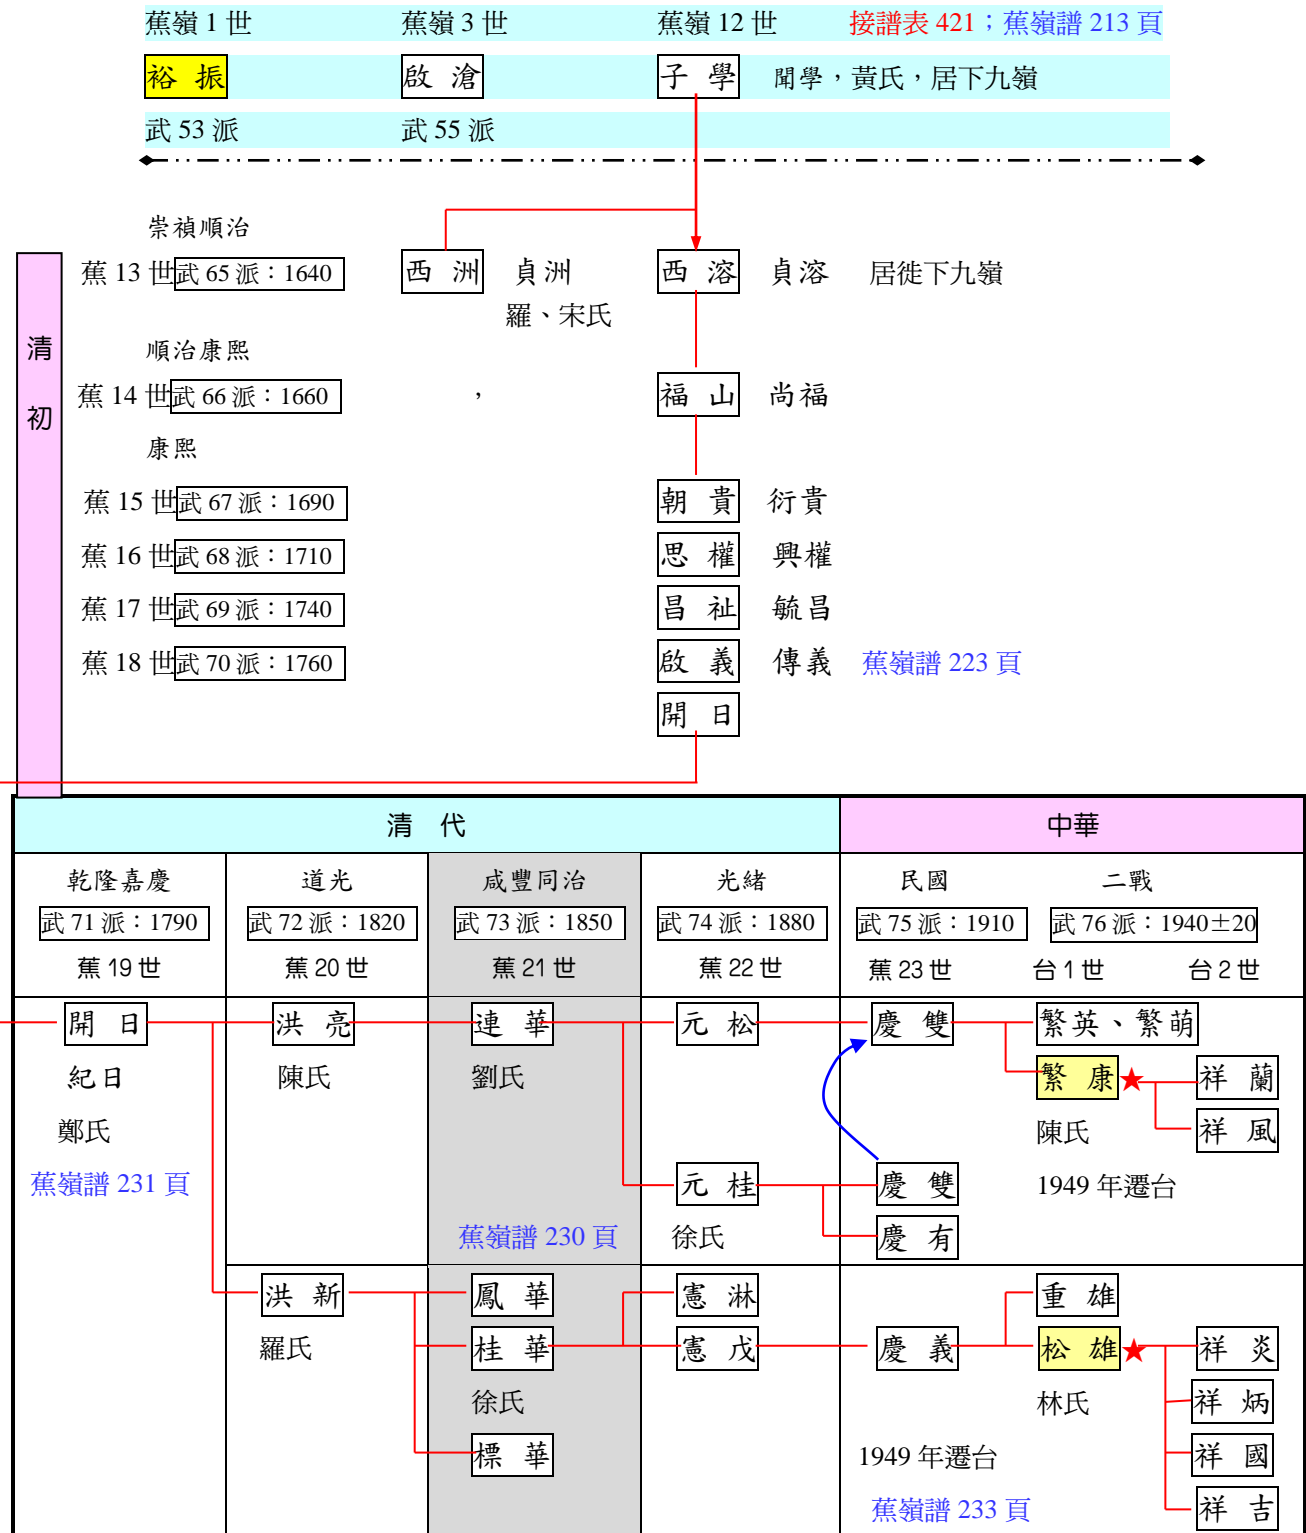 蕉嶺 1 世 蕉嶺 3 世 蕉嶺 12 世 接譜表 421；蕉嶺譜 213 頁
裕 振 啟 滄 子 學 聞學，黃氏，居下九嶺
武 53 派 武 55 派
崇禎順治
蕉 13 世 武 65 派：1640 西 洲 貞洲 西 溶 貞溶 居徙下九嶺
羅、宋氏
清
初
順治康熙
蕉 14 世 武 66 派：1660 ， 福 山 尚福
康熙
蕉 15 世 武 67 派：1690 朝 貴 衍貴
蕉 16 世 武 68 派：1710 思 權 興權
蕉 17 世 武 69 派：1740 昌 祉 毓昌
蕉 18 世 武 70 派：1760 啟 義 傳義 蕉嶺譜 223 頁
開 日
清 代 中華
乾隆嘉慶 道光 咸豐同治 光緒 民國 二戰
武 71 派：1790 武 72 派：1820 武 73 派：1850 武 74 派：1880 武 75 派：1910 武 76 派：1940±20
蕉 19 世 蕉 20 世 蕉 21 世 蕉 22 世 蕉 23 世 台 1 世 台 2 世
開 日 洪 亮 連 華 元 松 慶 雙 繁英、繁萌
紀日 陳氏 劉氏 繁 康★ 祥 蘭
鄭氏 陳氏 祥 風
蕉嶺譜 231 頁 元 桂 慶 雙 1949 年遷台
蕉嶺譜 230 頁 徐氏 慶 有
洪 新 鳳 華 憲 淋 重 雄
羅氏 桂 華 憲 戊 慶 義 松 雄★ 祥 炎
徐氏 林氏 祥 炳
標 華 1949 年遷台 祥 國
蕉嶺譜 233 頁 祥 吉